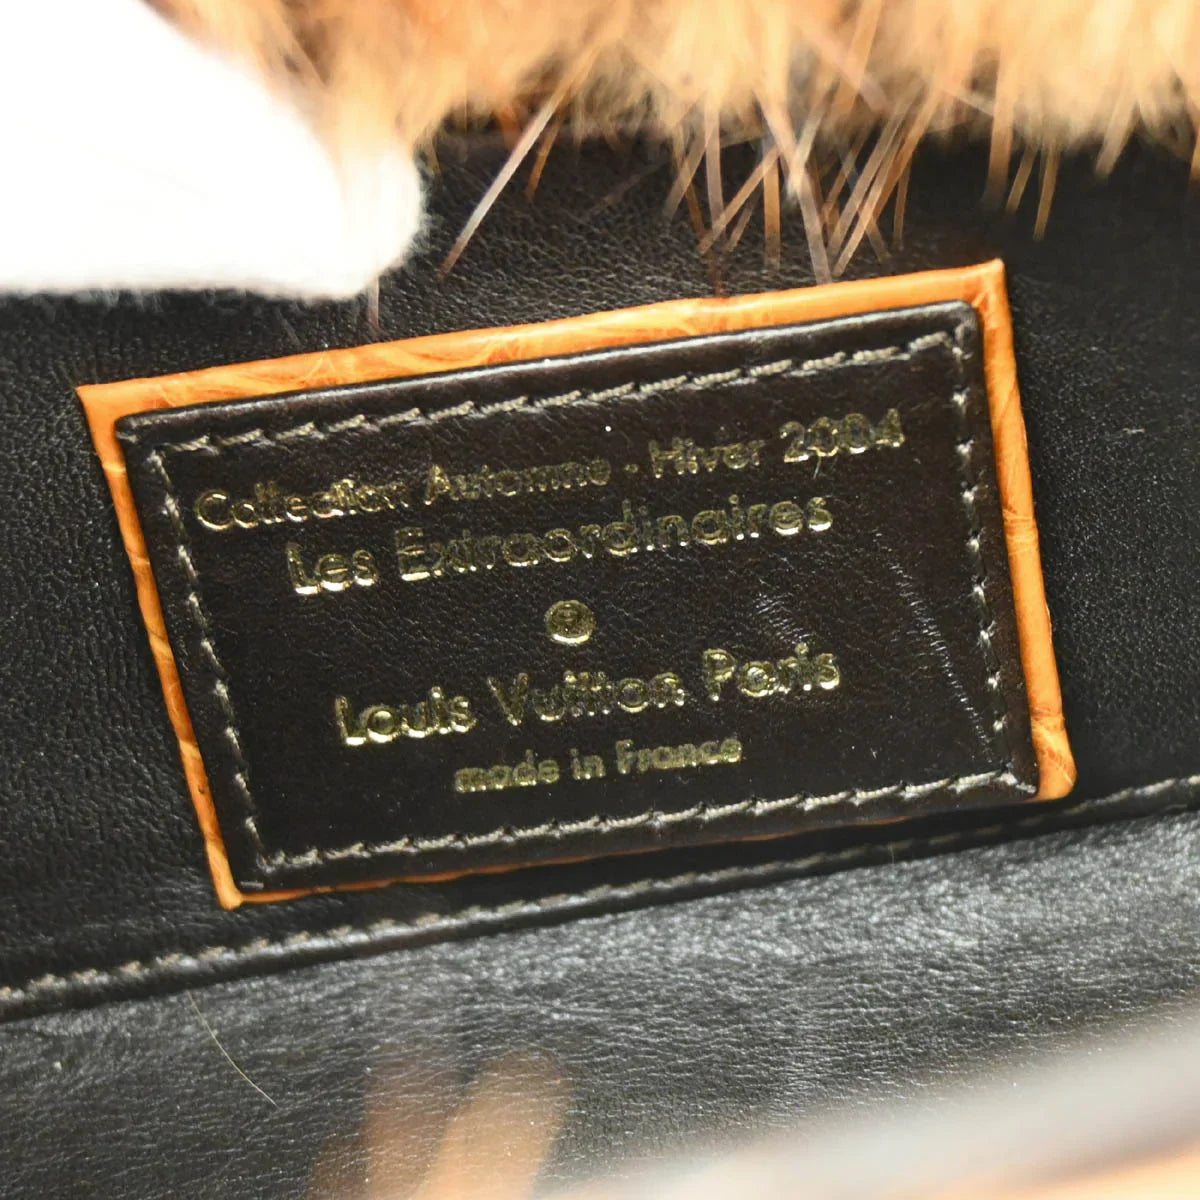 Collection Automne - Hiver 2004
Les Extraordinaires
Louis Vuitton Paris
made in France